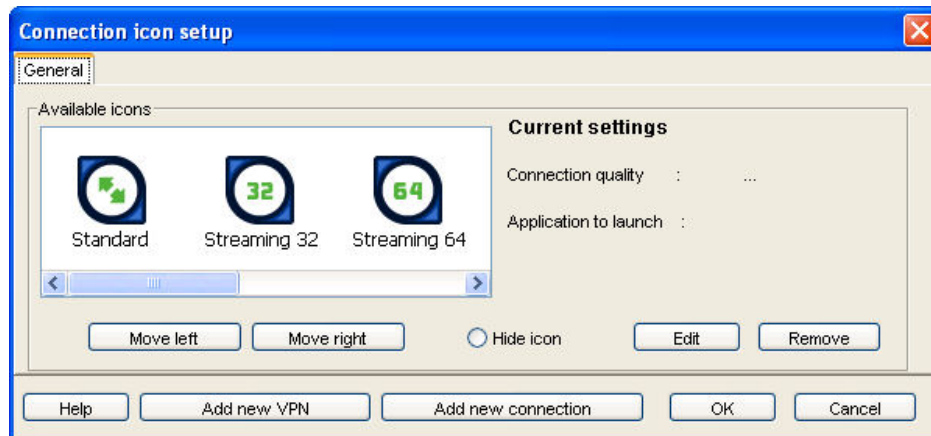 Connection icon setup
General
Available icons
32
64
Standard
Streaming 32
Streaming 64
Current settings
Connection quality : ...
Application to launch :
Move left
Move right
Hide icon
Edit
Remove
Help
Add new VPN
Add new connection
OK
Cancel